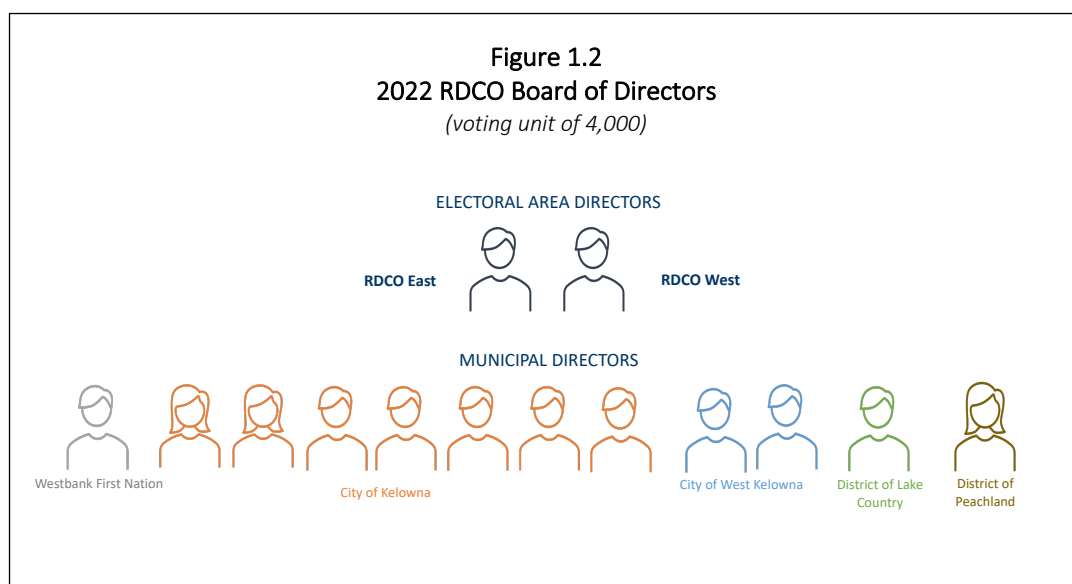 Figure 1.2
2022 RDCO Board of Directors
(voting unit of 4,000)
ELECTORAL AREA DIRECTORS
RDCO East
RDCO West
MUNICIPAL DIRECTORS
Westbank First Nation
City of Kelowna
City of West Kelowna
District of Lake
Country
District of
Peachland